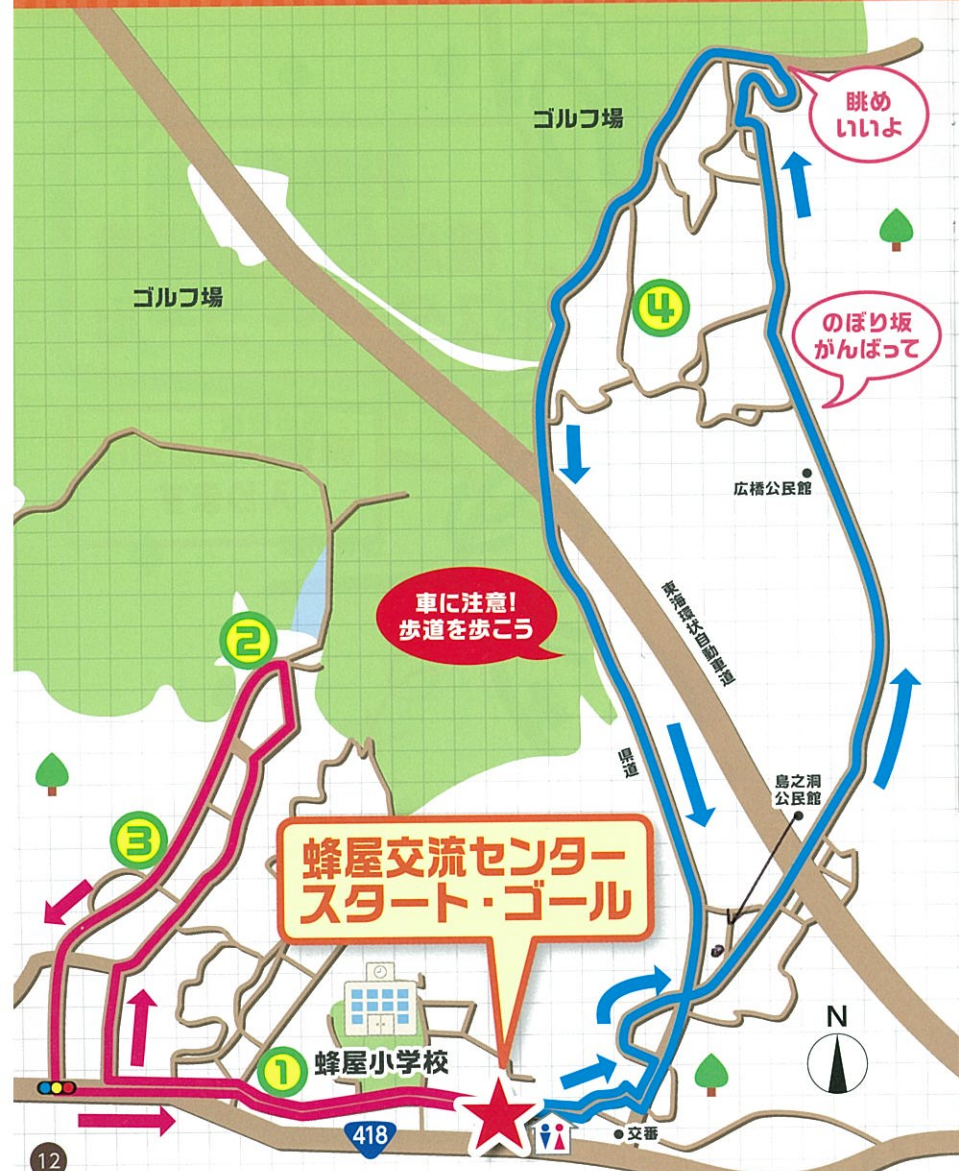 ゴルフ場
眺め
いいよ
ゴルフ場
④
のぼり坂
がんばって
広橋公民館
車に注意!
歩道を歩こう
東海環状自動車道
②
県道
島之洞
公民館
③
蜂屋交流センター
スタート・ゴール
N
①
蜂屋小学校
418
交番
12